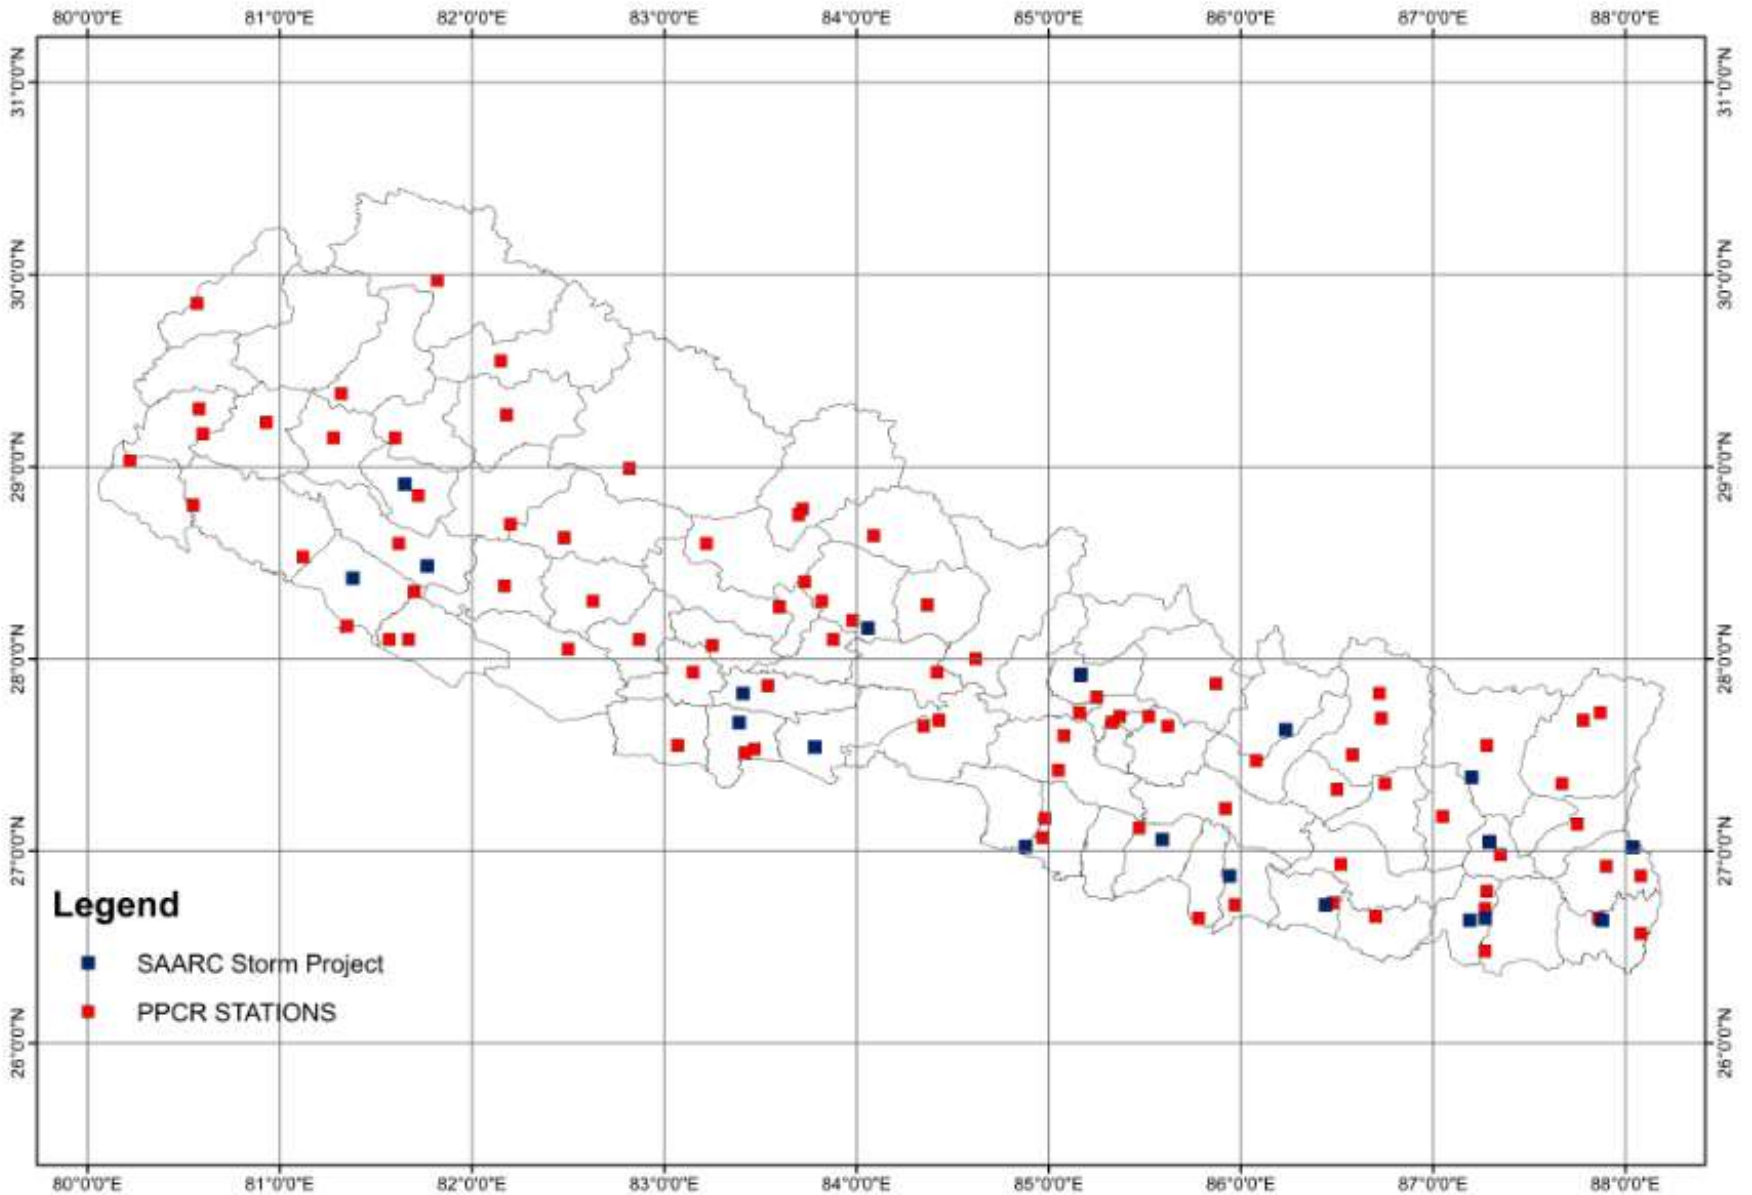 80°0'0"E 81°0'0"E 82°0'0"E 83°0'0"E 84°0'0"E 85°0'0"E 86°0'0"E 87°0'0"E 88°0'0"E
31°0'0"N 31°0'0"N
30°0'0"N 30°0'0"N
29°0'0"N 29°0'0"N
28°0'0"N 28°0'0"N
27°0'0"N 27°0'0"N
Legend
SAARC Storm Project
PPCR STATIONS
26°0'0"N 26°0'0"N
80°0'0"E 81°0'0"E 82°0'0"E 83°0'0"E 84°0'0"E 85°0'0"E 86°0'0"E 87°0'0"E 88°0'0"E